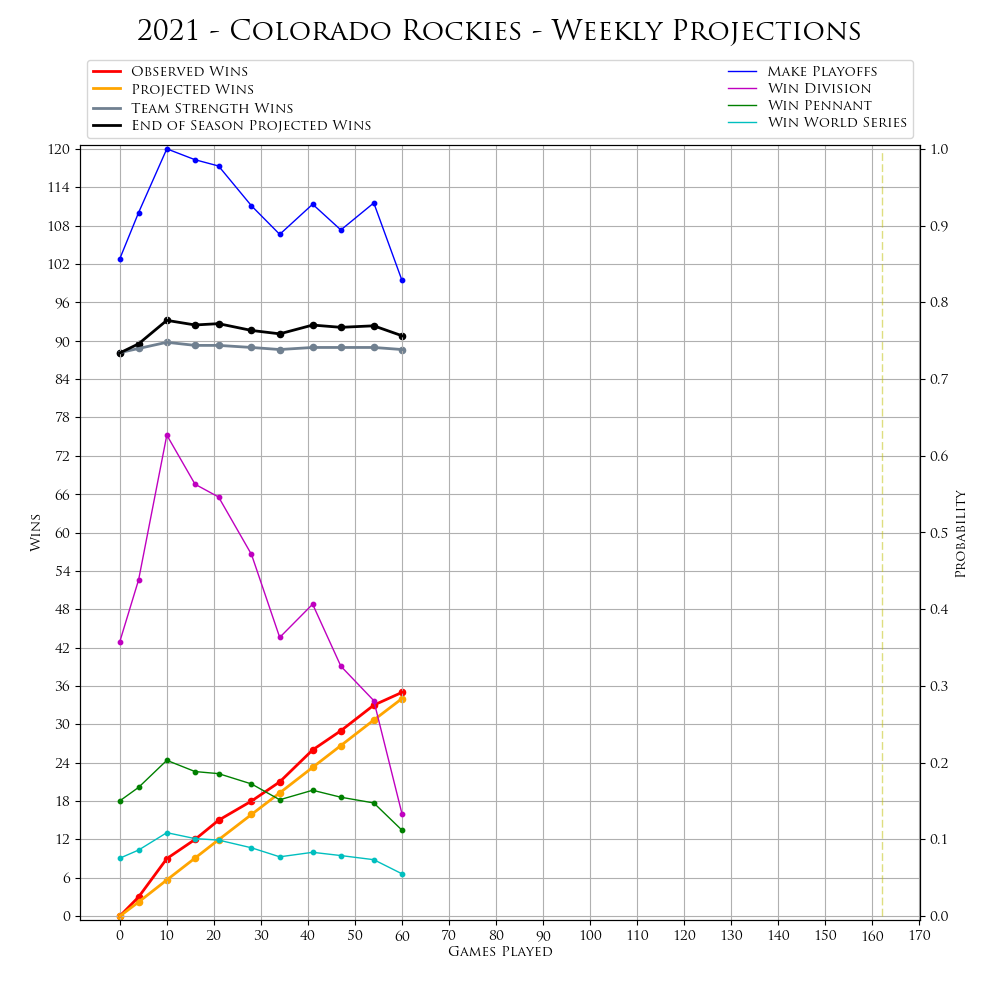 2021 - Colorado Rockies - Weekly Projections
Observed Wins
Projected Wins
Team Strength Wins
End of Season Projected Wins
Make Playoffs
Win Division
Win Pennant
Win World Series
120
114
108
102
96
90
84
78
72
66
60
54
48
42
36
30
24
18
12
6
0
Wins
1.0
0.9
0.8
0.7
0.6
0.5
0.4
0.3
0.2
0.1
0.0
Probability
0 10 20 30 40 50 60 70 80 90 100 110 120 130 140 150 160 170
Games Played